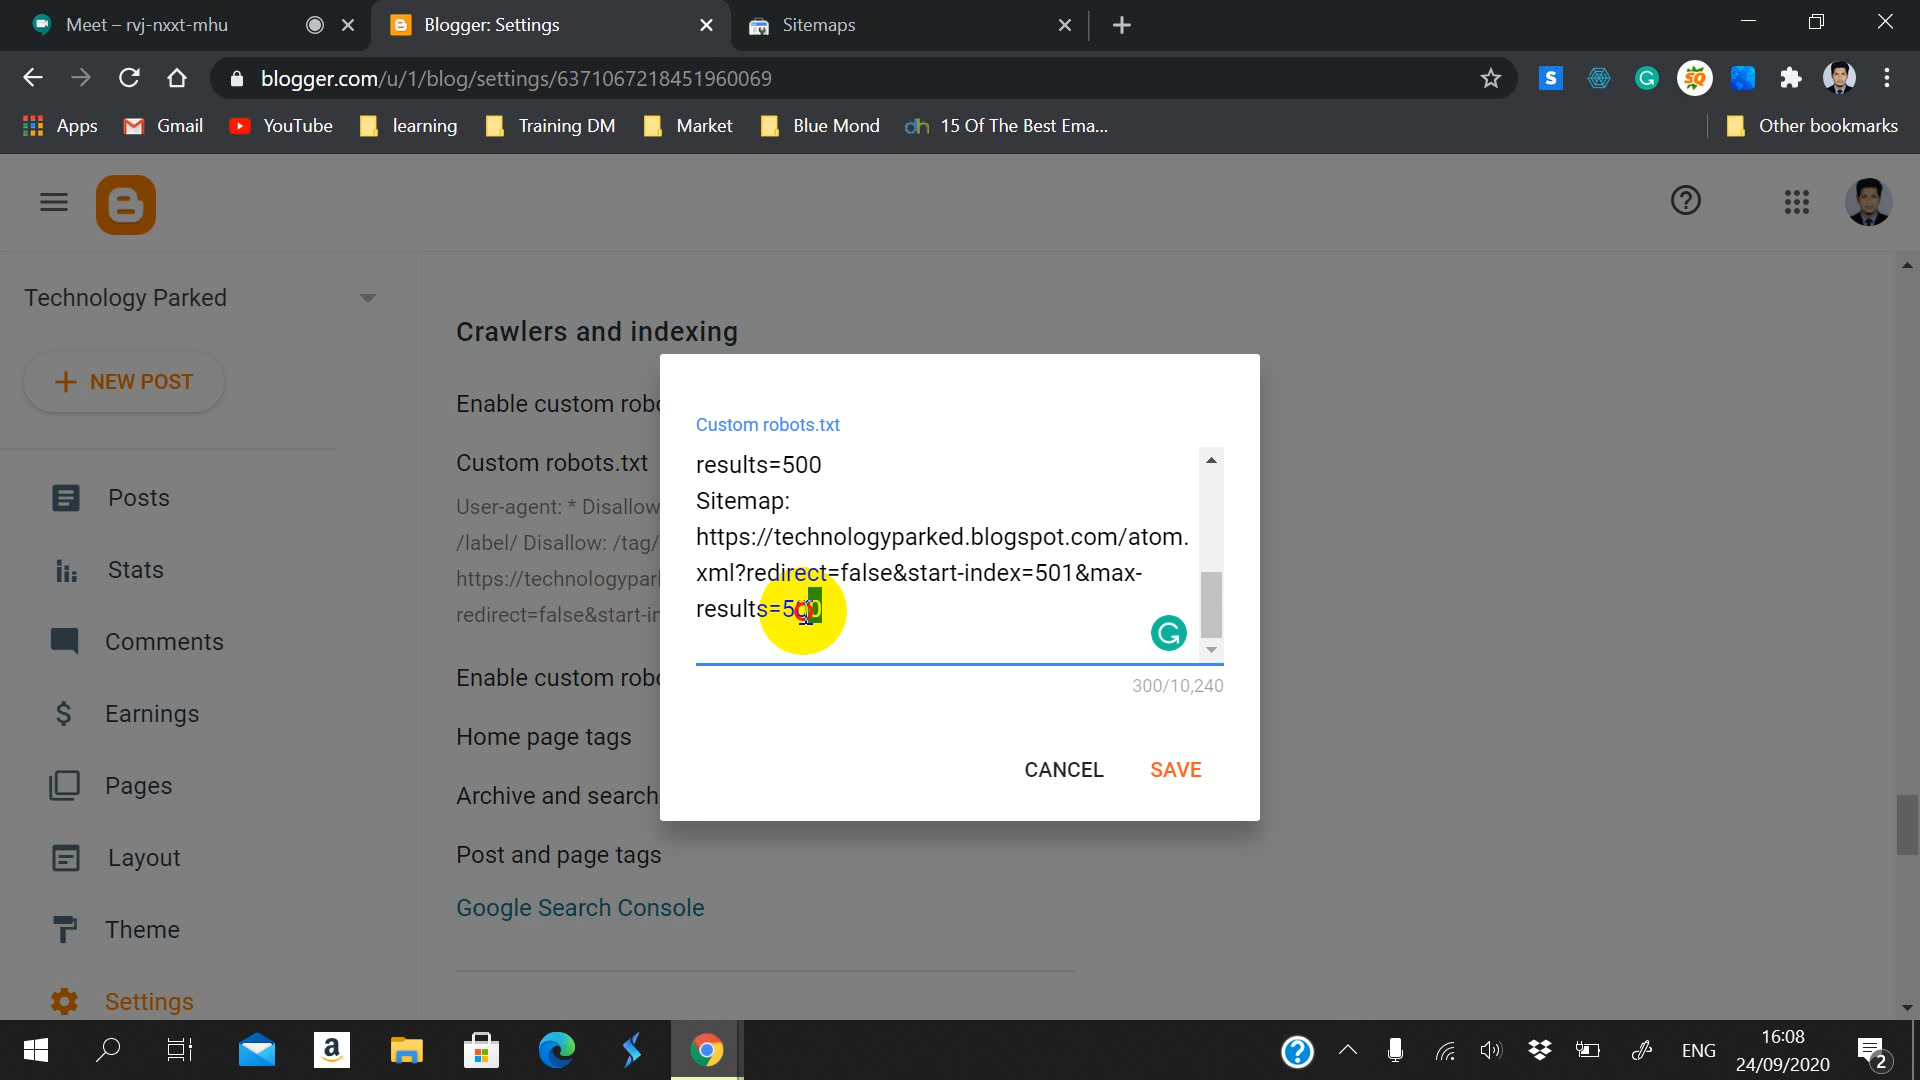 Meet – rvj-nxxt-mhu
Blogger: Settings
Sitemaps
blogger.com/u/1/blog/settings/6371067218451960069
Apps
Gmail
YouTube
learning
Training DM
Market
Blue Mond
15 Of The Best Ema...
Other bookmarks
Technology Parked
NEW POST
Posts
Stats
Comments
Earnings
Pages
Layout
Theme
Settings
Crawlers and indexing
Enable custom robo
Custom robots.txt
User-agent: * Disallow
/label/ Disallow: /tag/
https://technologypar
redirect=false&start-in
Enable custom robo
Home page tags
Archive and search
Post and page tags
Google Search Console
Custom robots.txt
results=500
Sitemap:
https://technologyparked.blogspot.com/atom.
xml?redirect=false&start-index=501&max-
results=500
300/10,240
CANCEL
SAVE
ENG
16:08
24/09/2020
2